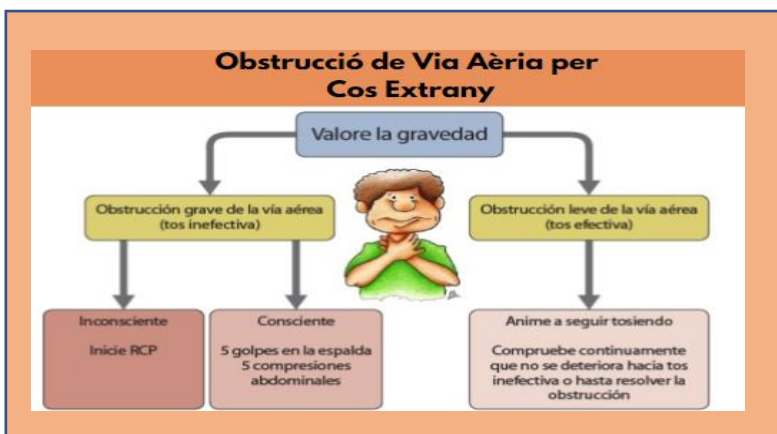 Obstrucció de Via Aèria per
Cos Extrany
Valore la gravedad
Obstrucción grave de la vía aérea
(tos inefectiva)
Obstrucción leve de la vía aérea
(tos efectiva)
Inconsciente
Inicie RCP
Consciente
5 golpes en la espalda
5 compresiones
abdominales
Anime a seguir tosiendo
Compruebe continuamente
que no se deteriora hacia tos
inefectiva o hasta resolver la
obstrucción